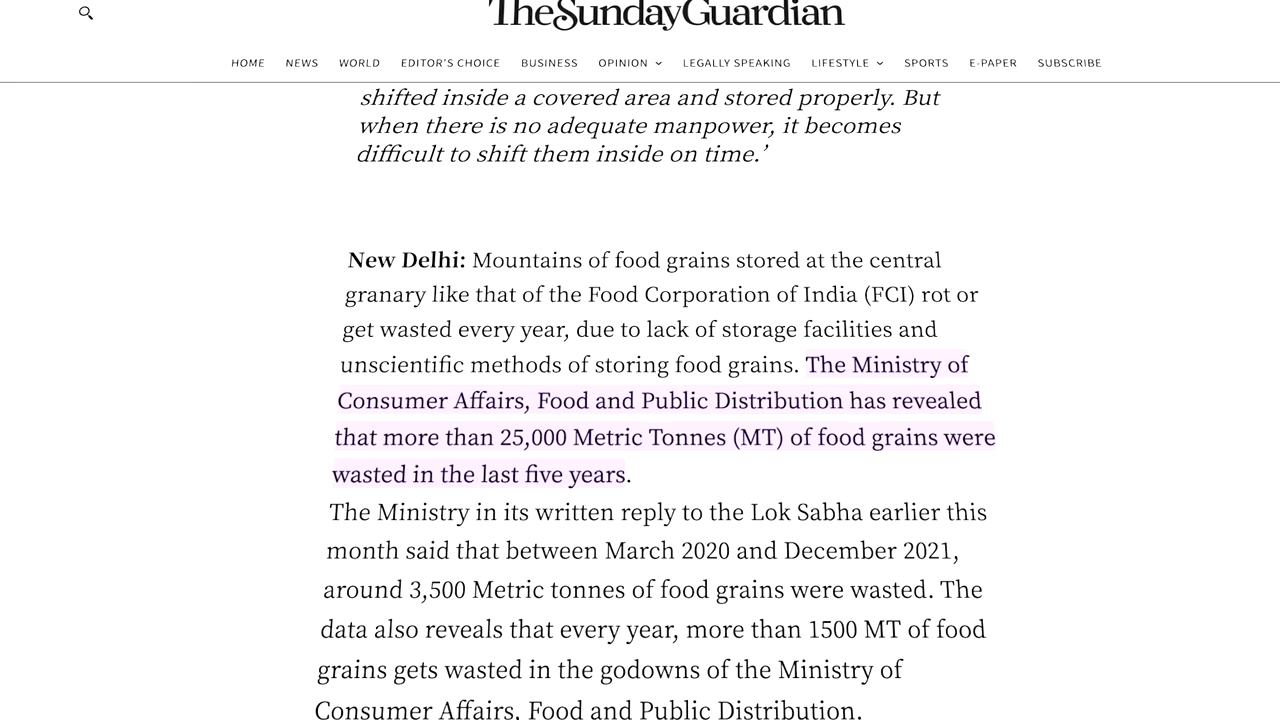 TheSundayGuardian
HOME NEWS WORLD EDITOR'S CHOICE BUSINESS OPINION LEGALLY SPEAKING LIFESTYLE SPORTS E-PAPER SUBSCRIBE
shifted inside a covered area and stored properly. But
when there is no adequate manpower, it becomes
difficult to shift them inside on time.’
New Delhi: Mountains of food grains stored at the central
granary like that of the Food Corporation of India (FCI) rot or
get wasted every year, due to lack of storage facilities and
unscientific methods of storing food grains. The Ministry of
Consumer Affairs, Food and Public Distribution has revealed
that more than 25,000 Metric Tonnes (MT) of food grains were
wasted in the last five years.
The Ministry in its written reply to the Lok Sabha earlier this
month said that between March 2020 and December 2021,
around 3,500 Metric tonnes of food grains were wasted. The
data also reveals that every year, more than 1500 MT of food
grains gets wasted in the godowns of the Ministry of
Consumer Affairs, Food and Public Distribution.